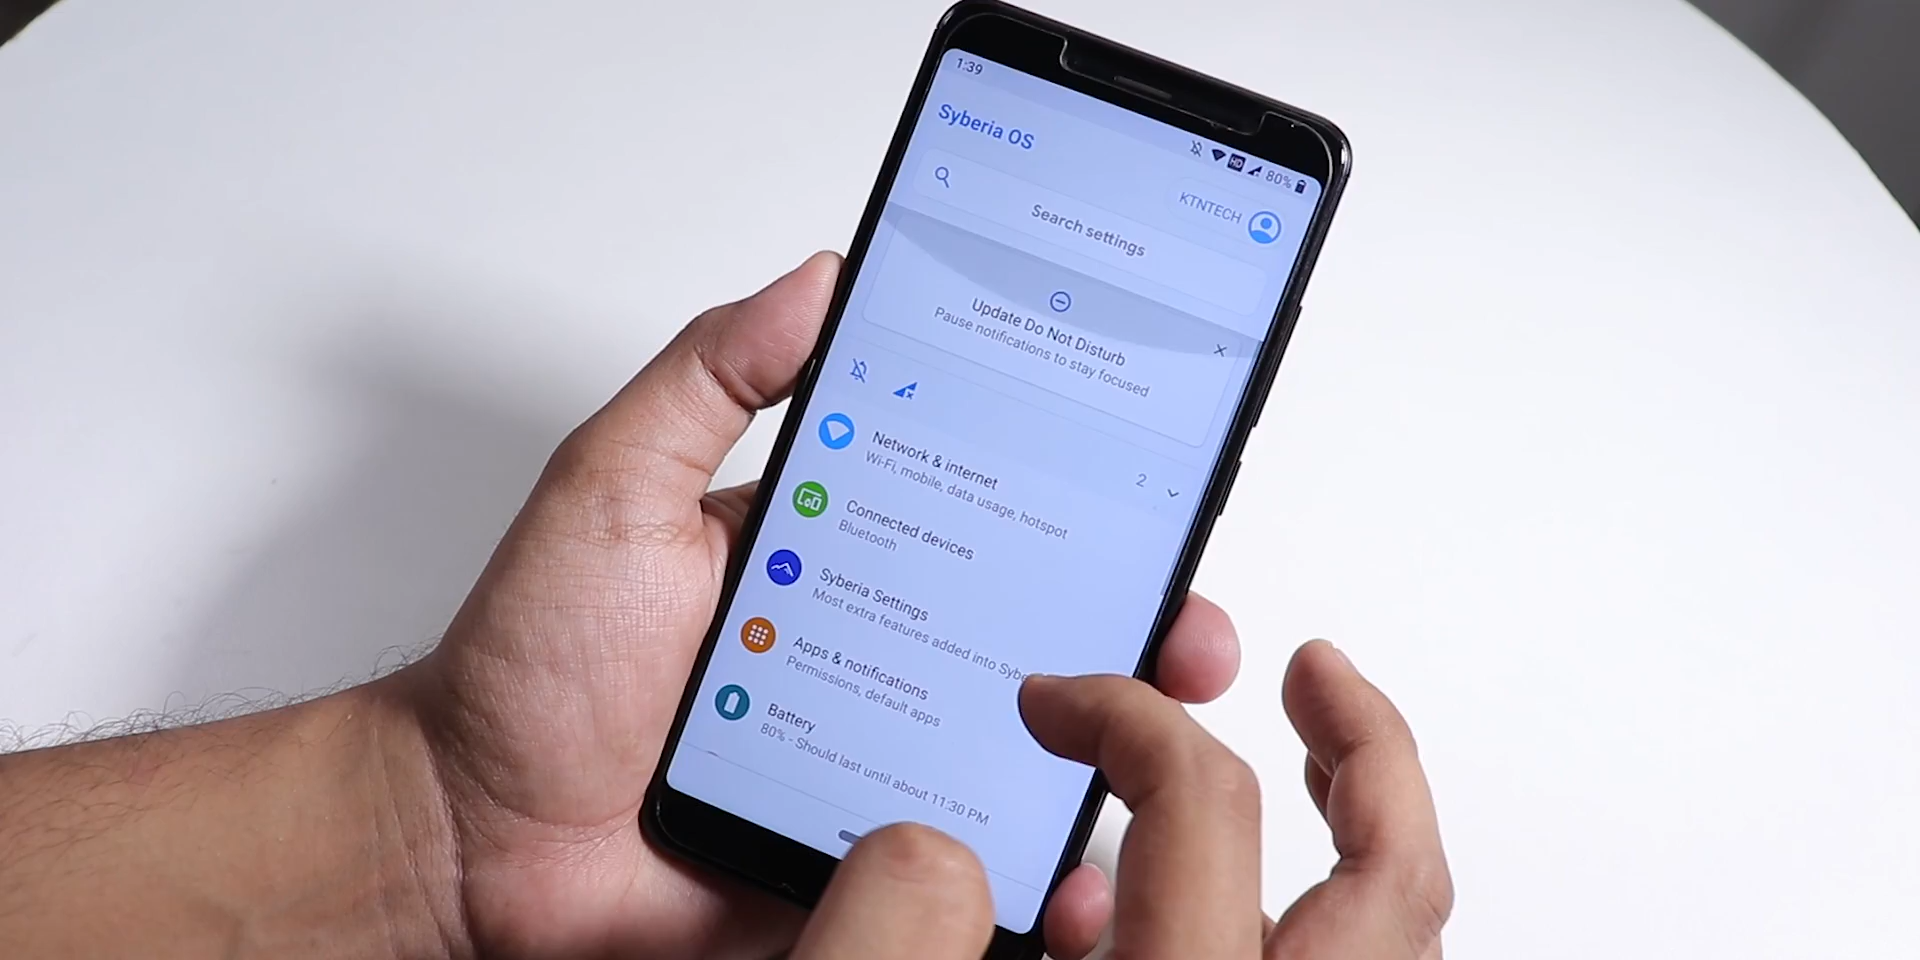 1:39
HD 80%
Syberia OS
KTNTECH
Search settings
Update Do Not Disturb
Pause notifications to stay focused
2
Network & internet
Wi-Fi, mobile, data usage, hotspot
Connected devices
Bluetooth
Syberia Settings
Most extra features added into Sybe
Apps & notifications
Permissions, default apps
Battery
80% - Should last until about 11:30 PM